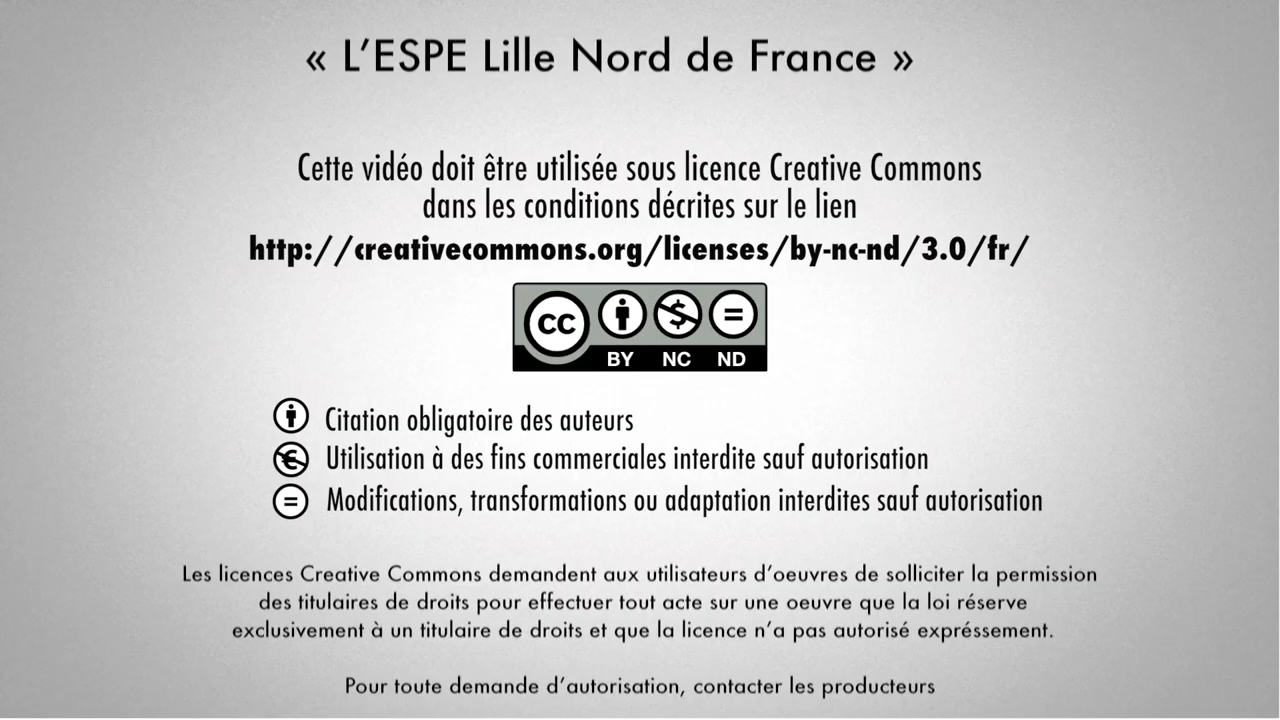 « L’ESPE Lille Nord de France »
Cette vidéo doit être utilisée sous licence Creative Commons
dans les conditions décrites sur le lien
http://creativecommons.org/licenses/by-nc-nd/3.0/fr/
cc $ =
BY NC ND
Citation obligatoire des auteurs
€ Utilisation à des fins commerciales interdite sauf autorisation
= Modifications, transformations ou adaptation interdites sauf autorisation
Les licences Creative Commons demandent aux utilisateurs d’oeuvres de solliciter la permission
des titulaires de droits pour effectuer tout acte sur une oeuvre que la loi réserve
exclusivement à un titulaire de droits et que la licence n’a pas autorisé expréssement.
Pour toute demande d’autorisation, contacter les producteurs